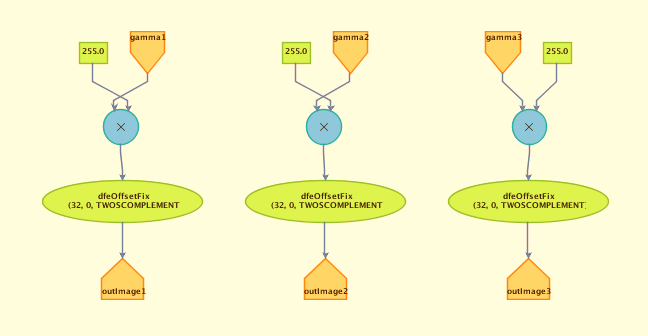 255.0
gamma1
×
dfeOffsetFix
(32, 0, TWOSCOMPLEMENT
outImage1
255.0
gamma2
×
dfeOffsetFix
(32, 0, TWOSCOMPLEMENT
outImage2
gamma3
255.0
×
dfeOffsetFix
(32, 0, TWOSCOMPLEMENT
outImage3